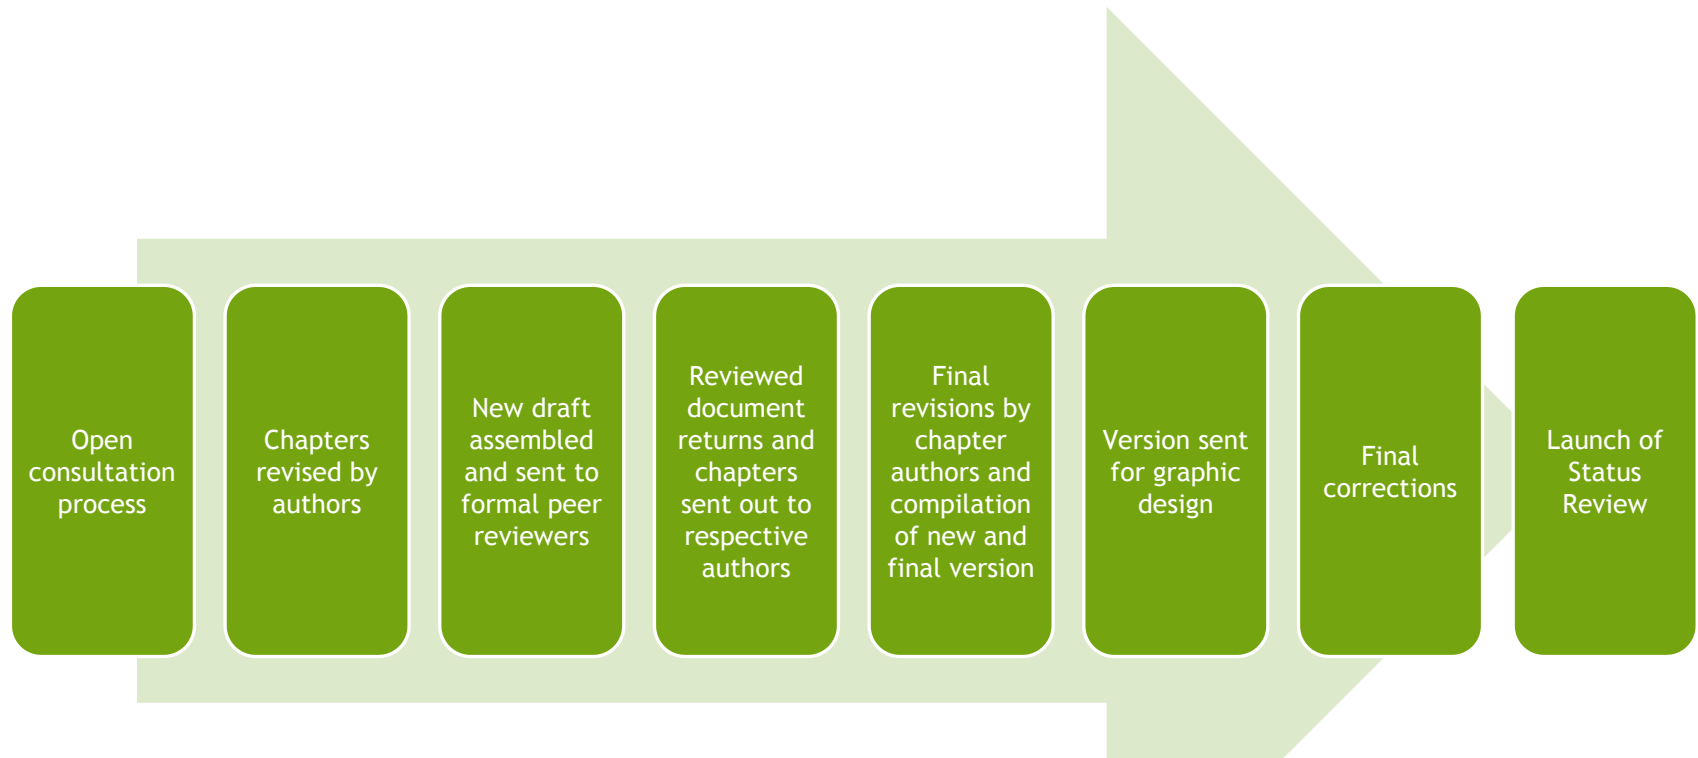 Open
consultation
process
Chapters
revised by
authors
New draft
assembled
and sent to
formal peer
reviewers
Reviewed
document
returns and
chapters
sent out to
respective
authors
Final
revisions by
chapter
authors and
compilation
of new and
final version
Version sent
for graphic
design
Final
corrections
Launch of
Status
Review